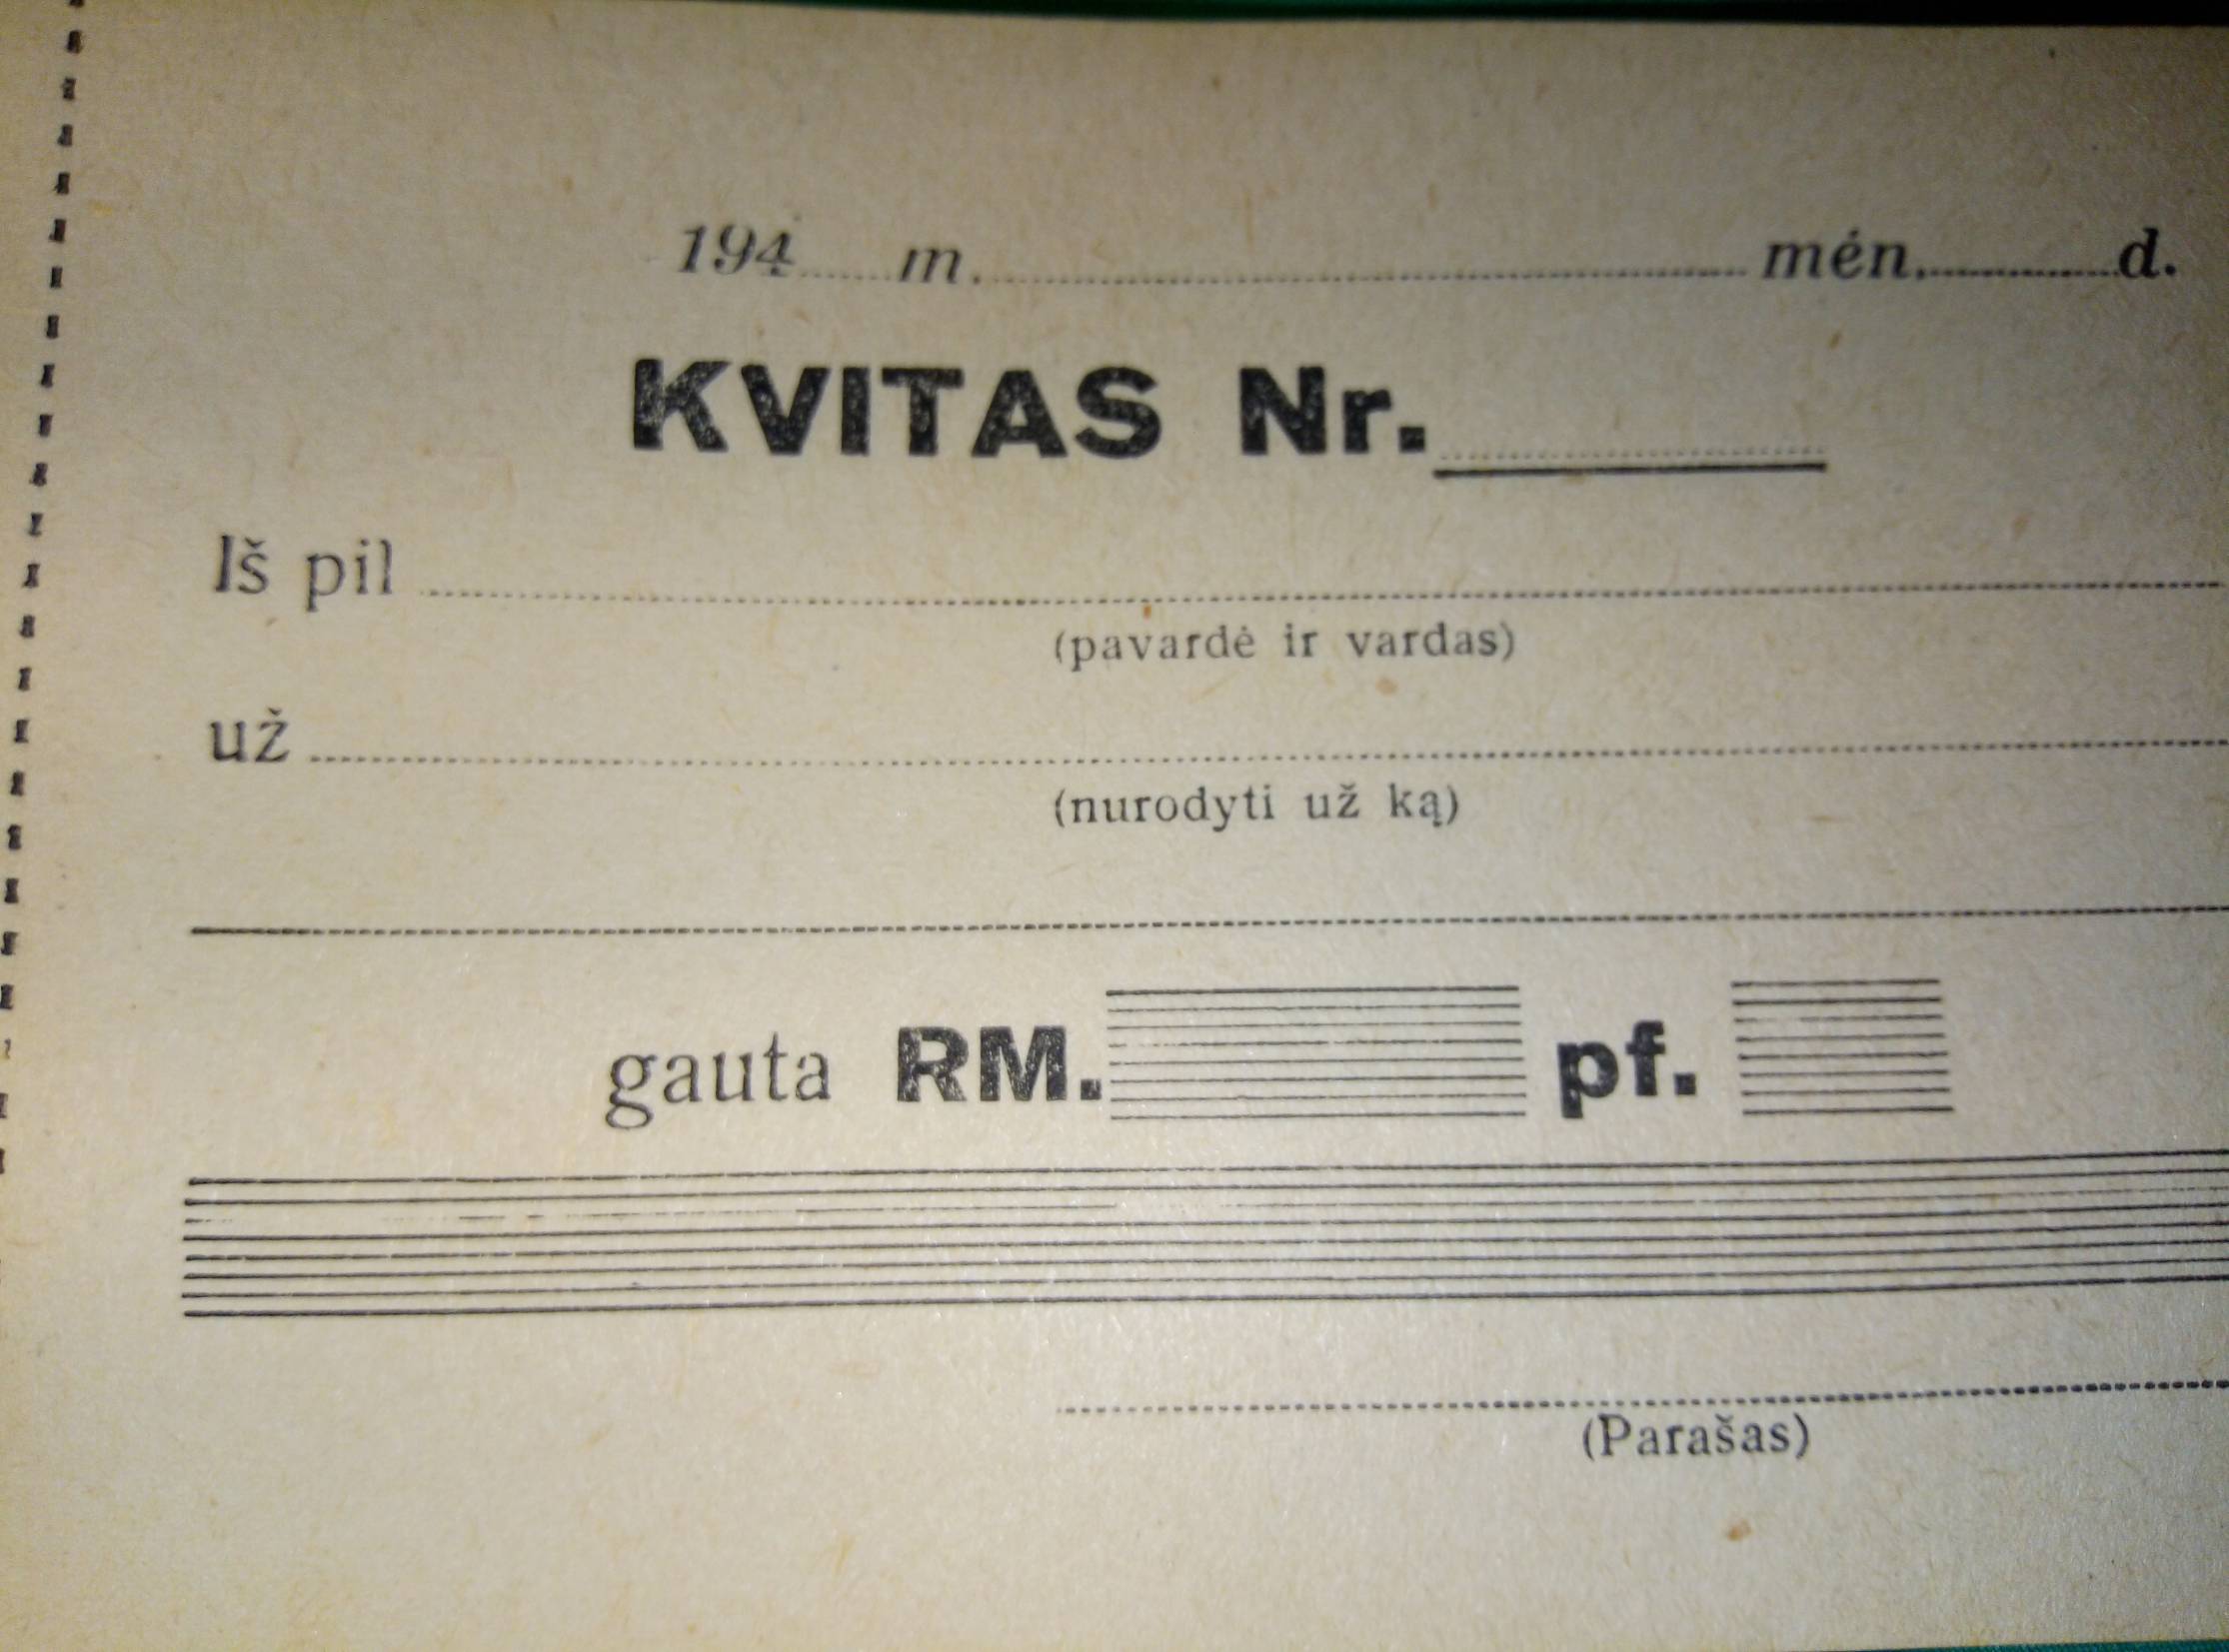 194 m. mėn. d.
KVITAS Nr.
Iš pil
(pavardė ir vardas)
už
(nurodyti už ką)
gauta RM. pf.
(Parašas)